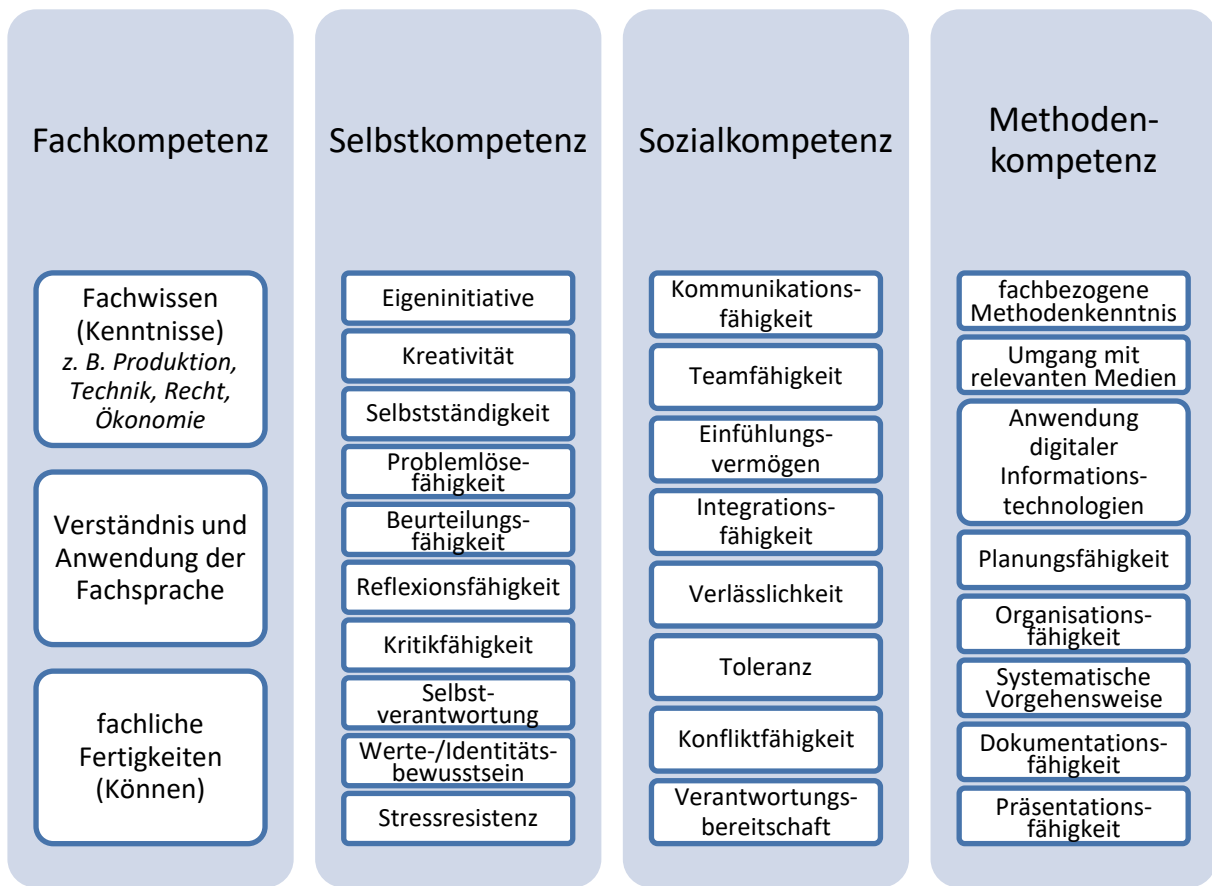 Fachkompetenz
Fachwissen
(Kenntnisse)
z. B. Produktion,
Technik, Recht,
Ökonomie
Verständnis und
Anwendung der
Fachsprache
fachliche
Fertigkeiten
(Können)
Selbstkompetenz
Eigeninitiative
Kreativität
Selbstständigkeit
Problemlöse-
fähigkeit
Beurteilungs-
fähigkeit
Reflexionsfähigkeit
Kritikfähigkeit
Selbst-
verantwortung
Werte-/Identitäts-
bewusstsein
Stressresistenz
Sozialkompetenz
Kommunikations-
fähigkeit
Teamfähigkeit
Einfühlungs-
vermögen
Integrations-
fähigkeit
Verlässlichkeit
Toleranz
Konfliktfähigkeit
Verantwortungs-
bereitschaft
Methoden-
kompetenz
fachbezogene
Methodenkenntnis
Umgang mit
relevanten Medien
Anwendung
digitaler
Informations-
technologien
Planungsfähigkeit
Organisations-
fähigkeit
Systematische
Vorgehensweise
Dokumentations-
fähigkeit
Präsentations-
fähigkeit